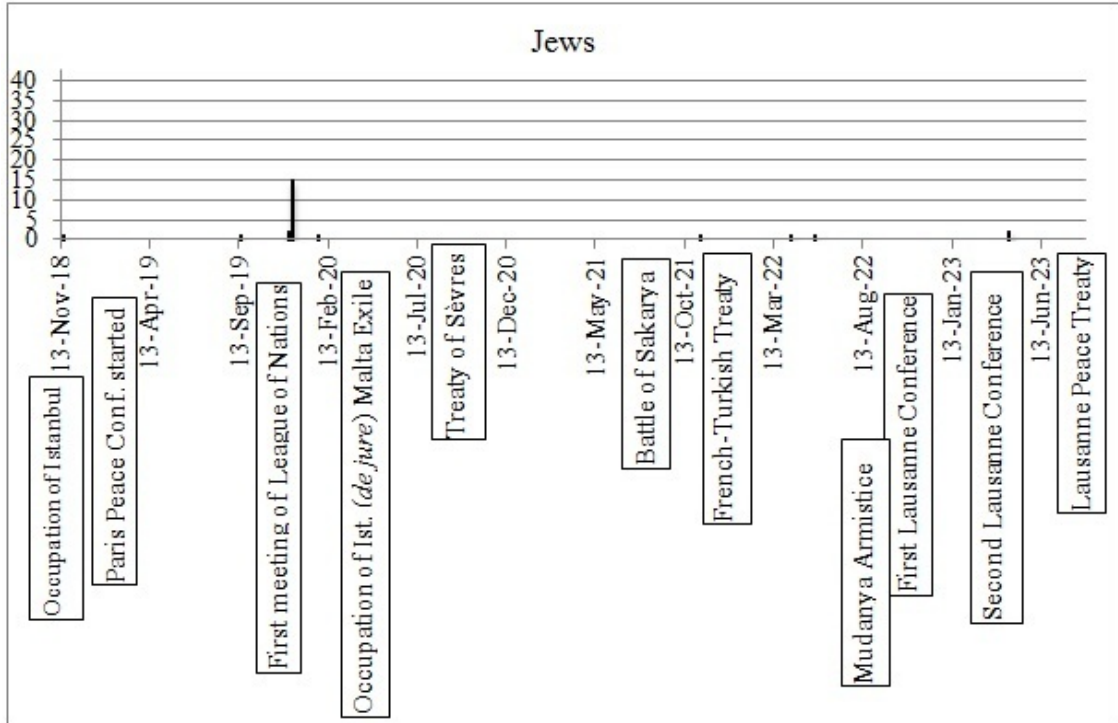 Jews
40
35
30
25
20
15
10
5
0
13-Nov-18
13-Apr-19
13-Sep-19
13-Feb-20
13-Jul-20
13-Dec-20
13-May-21
13-Oct-21
13-Mar-22
13-Aug-22
13-Jan-23
13-Jun-23
Occupation of Istanbul
Paris Peace Conf. started
First meeting of League of Nations
Occupation of Ist. (de jure) Malta Exile
Treaty of Sèvres
Battle of Sakarya
French-Turkish Treaty
Mudanya Armistice
First Lausanne Conference
Second Lausanne Conference
Lausanne Peace Treaty